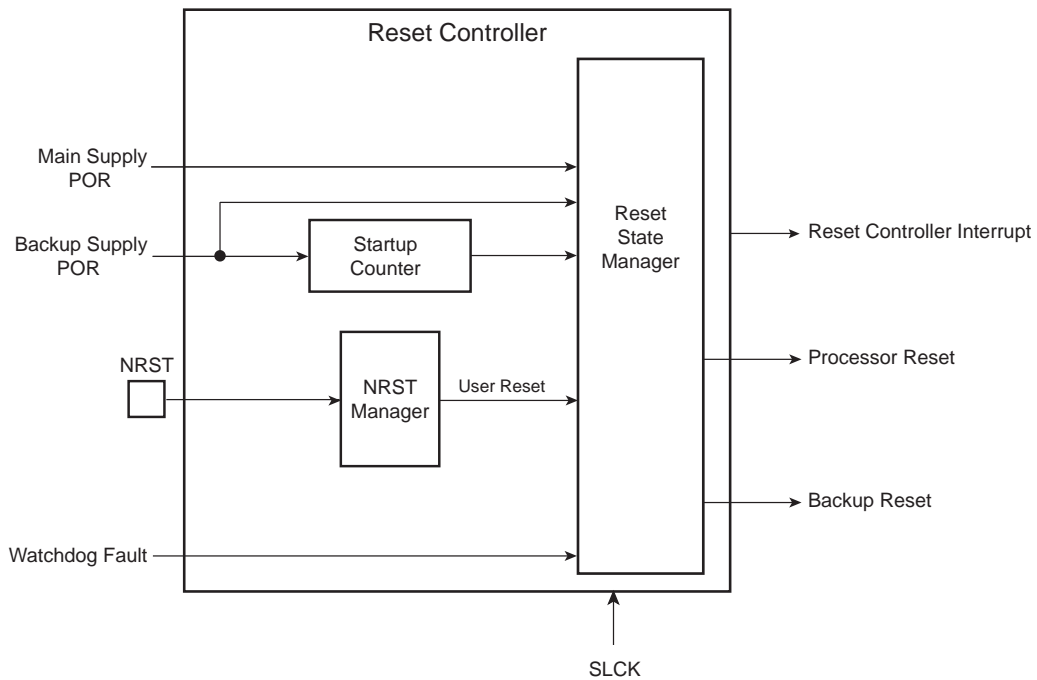 Reset Controller
Main Supply
POR
Backup Supply
POR
Startup
Counter
Reset
State
Manager
Reset Controller Interrupt
NRST
NRST
Manager
User Reset
Processor Reset
Backup Reset
Watchdog Fault
SLCK